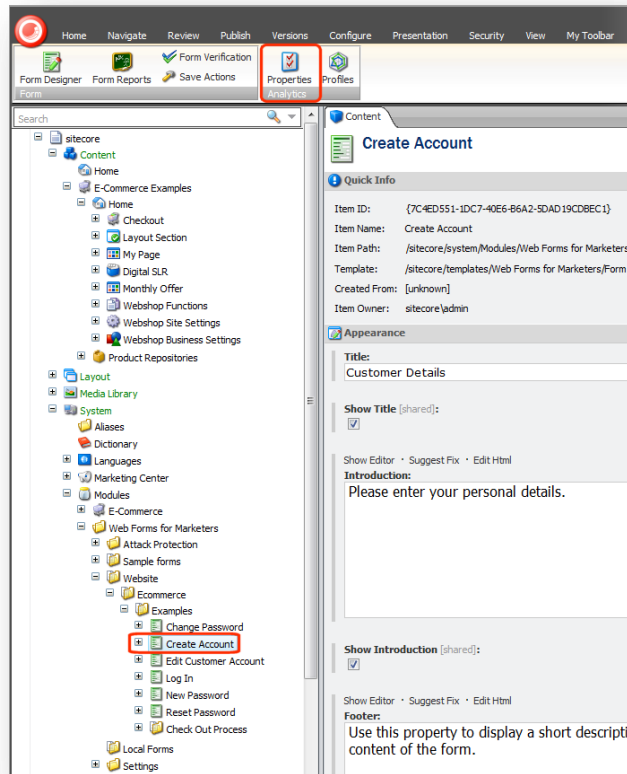 Home Navigate Review Publish Versions Configure Presentation Security View My Toolbar
Form Designer Form Reports Form Verification Save Actions Properties Profiles
Form Analytics
Search
sitecore
Content
Home
E-Commerce Examples
Home
Checkout
Layout Section
My Page
Digital SLR
Monthly Offer
Webshop Functions
Webshop Site Settings
Webshop Business Settings
Product Repositories
Layout
Media Library
System
Aliases
Dictionary
Languages
Marketing Center
Modules
E-Commerce
Web Forms for Marketers
Attack Protection
Sample forms
Website
Ecommerce
Examples
Change Password
Create Account
Edit Customer Account
Log In
New Password
Reset Password
Check Out Process
Local Forms
Settings
Content
Create Account
Quick Info
Item ID: {7C4ED551-1DC7-40E6-B6A2-5DAD19CDBEC1}
Item Name: Create Account
Item Path: /sitecore/system/Modules/Web Forms for Marketers
Template: /sitecore/templates/Web Forms for Marketers/Form
Created From: [unknown]
Item Owner: sitecore\admin
Appearance
Title:
Customer Details
Show Title [shared]:
Show Editor · Suggest Fix · Edit Html
Introduction:
Please enter your personal details.
Show Introduction [shared]:
Show Editor · Suggest Fix · Edit Html
Footer:
Use this property to display a short descripti
content of the form.